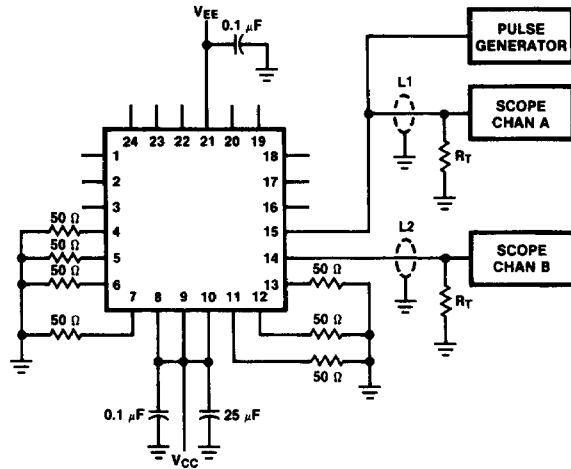 VEE
0.1 μF
PULSE
GENERATOR
L1
SCOPE
CHAN A
RT
24 23 22 21 20 19
1 18
2 17
3 16
50 Ω
4 15
50 Ω
5 14
50 Ω
6 13
50 Ω
L2
SCOPE
CHAN B
RT
50 Ω
7 8 9 10 11 12
50 Ω
50 Ω
0.1 μF
25 μF
VCC